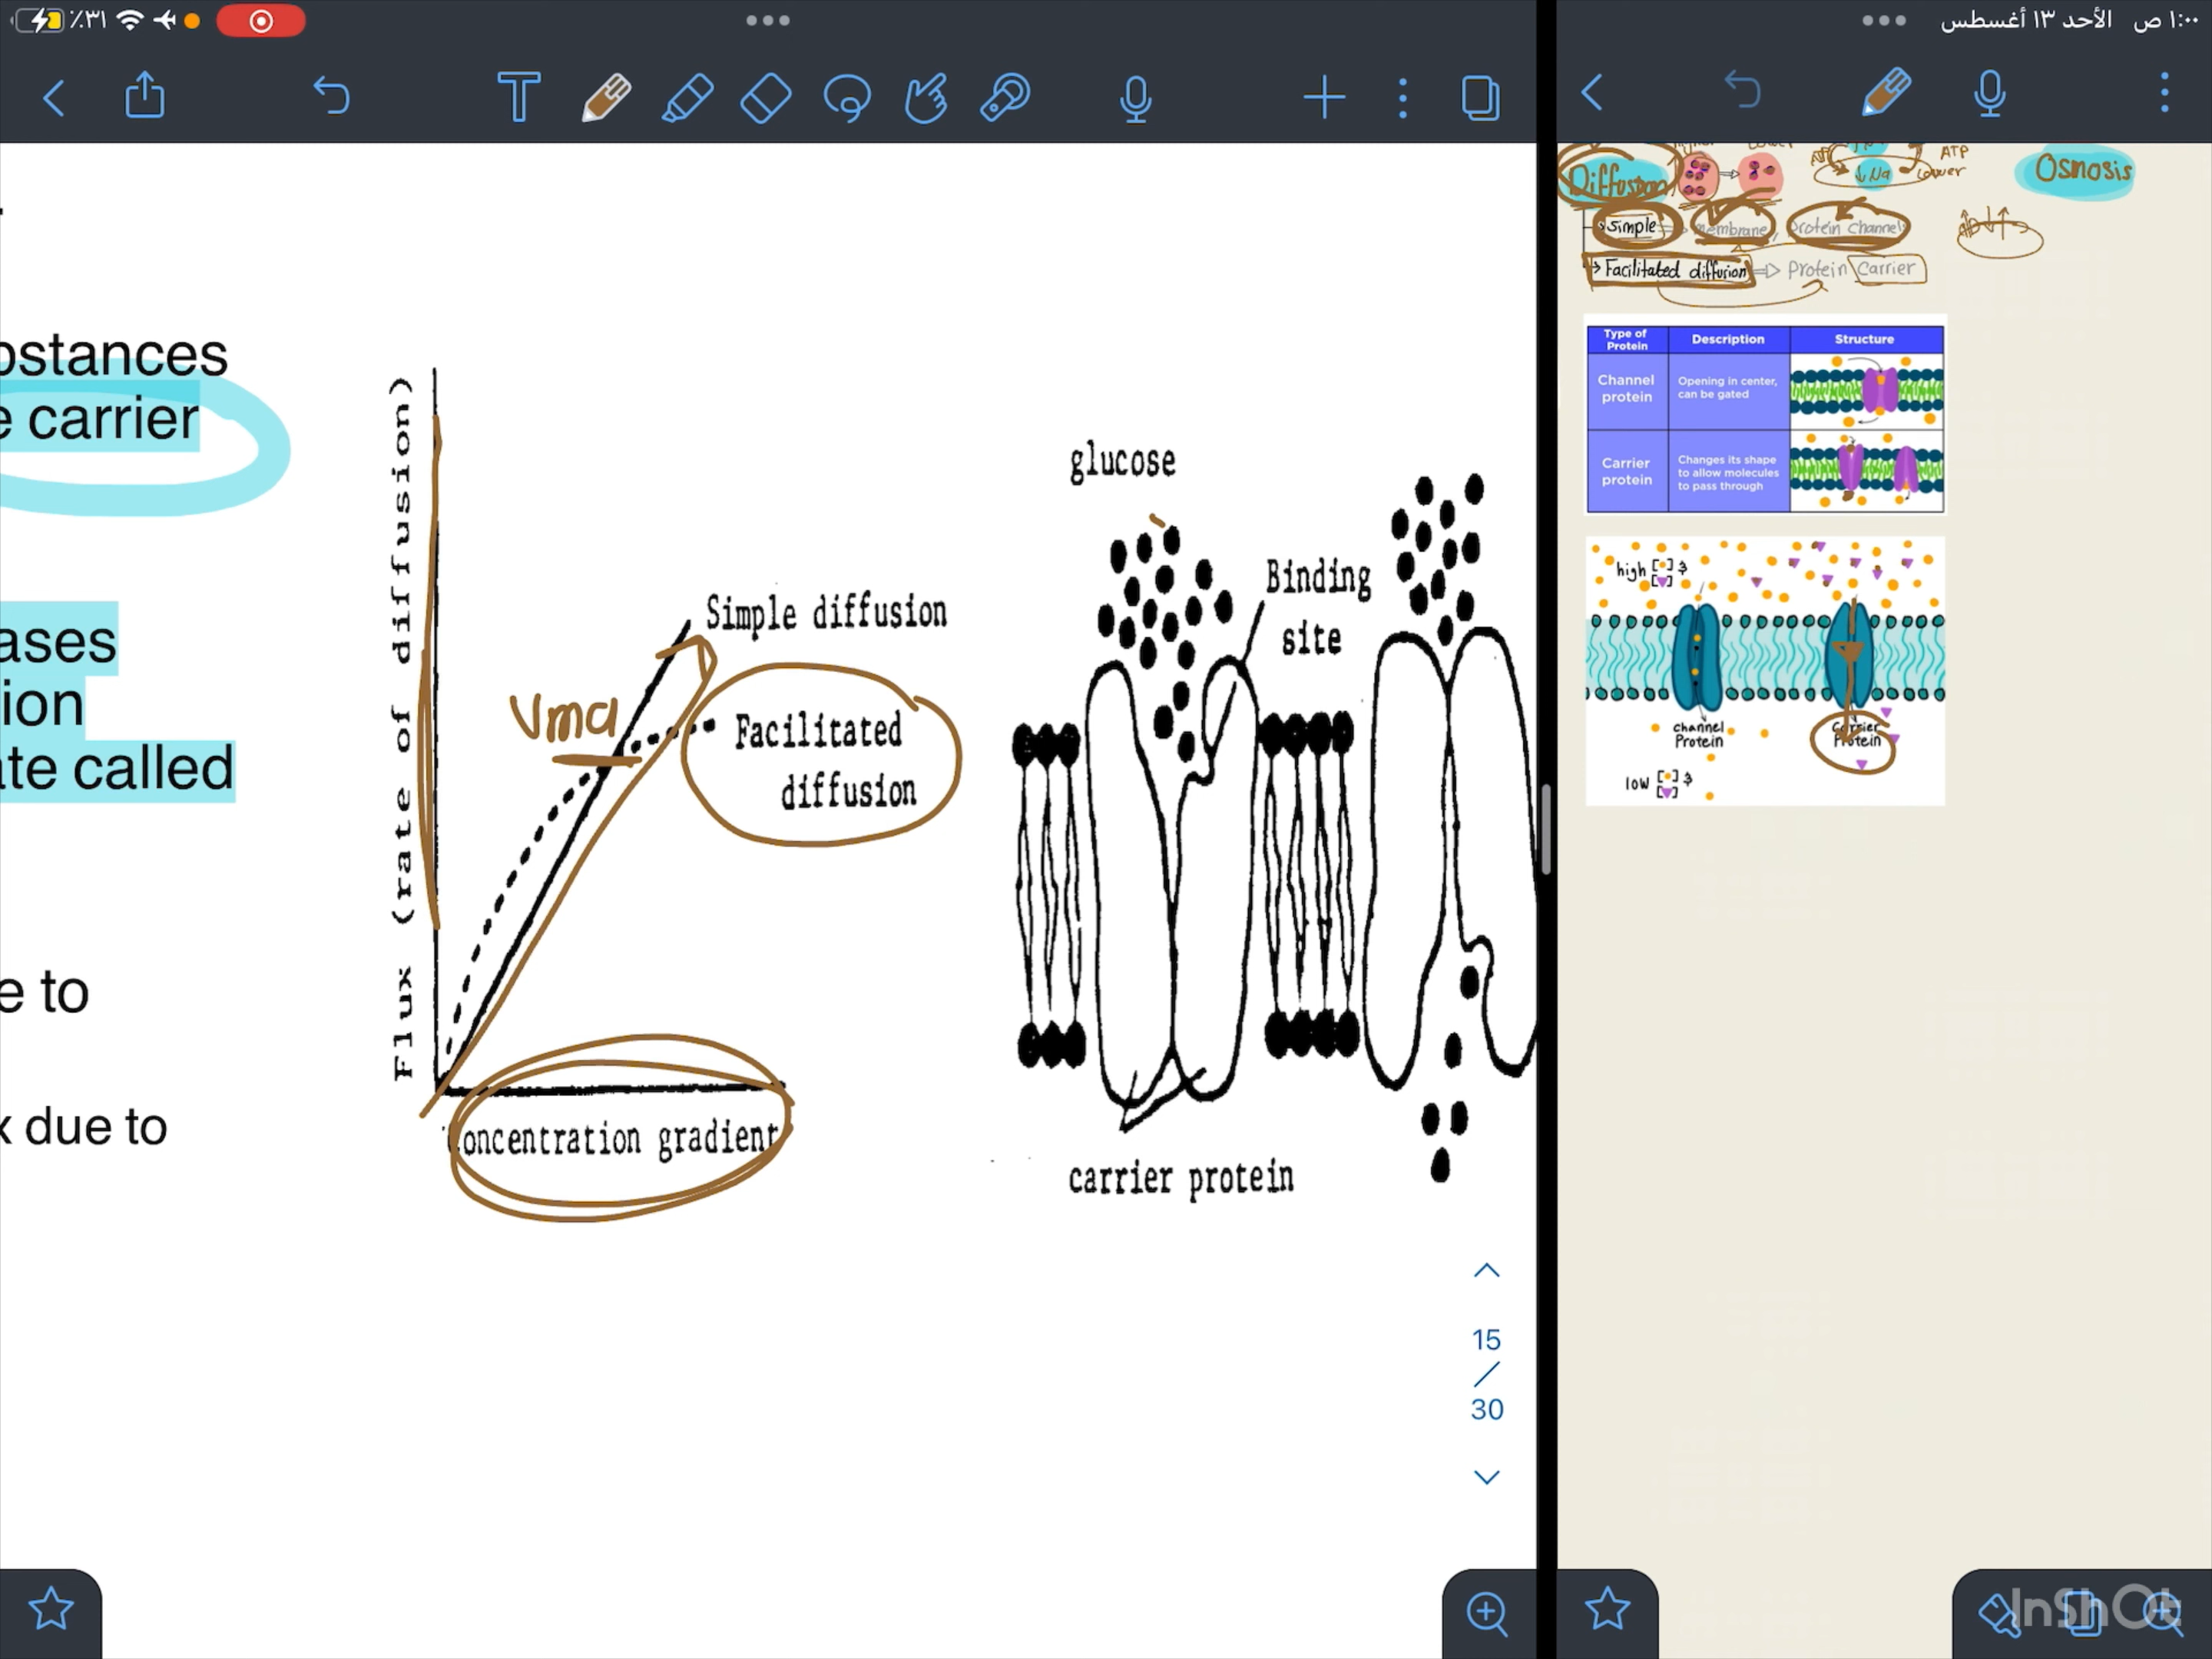 ٪٣١
١:٠٠ ص الأحد ١٣ أغسطس
bstances
e carrier
ases
ion
ate called
e to
x due to
Flux (rate of diffusion)
Simple diffusion
Vma
Facilitated
diffusion
Concentration gradient
glucose
Binding
site
carrier protein
15
/
30
Diffusion
Na
ATP
Lower
Osmosis
Simple
membrane, Protein Channel
Facilitated diffusion ⇒ Protein Carrier
Type of
Protein
Description
Structure
Channel
protein
Opening in center,
can be gated
Carrier
protein
Changes its shape
to allow molecules
to pass through
high
channel
Protein
Carrier
Protein
low
InShOt